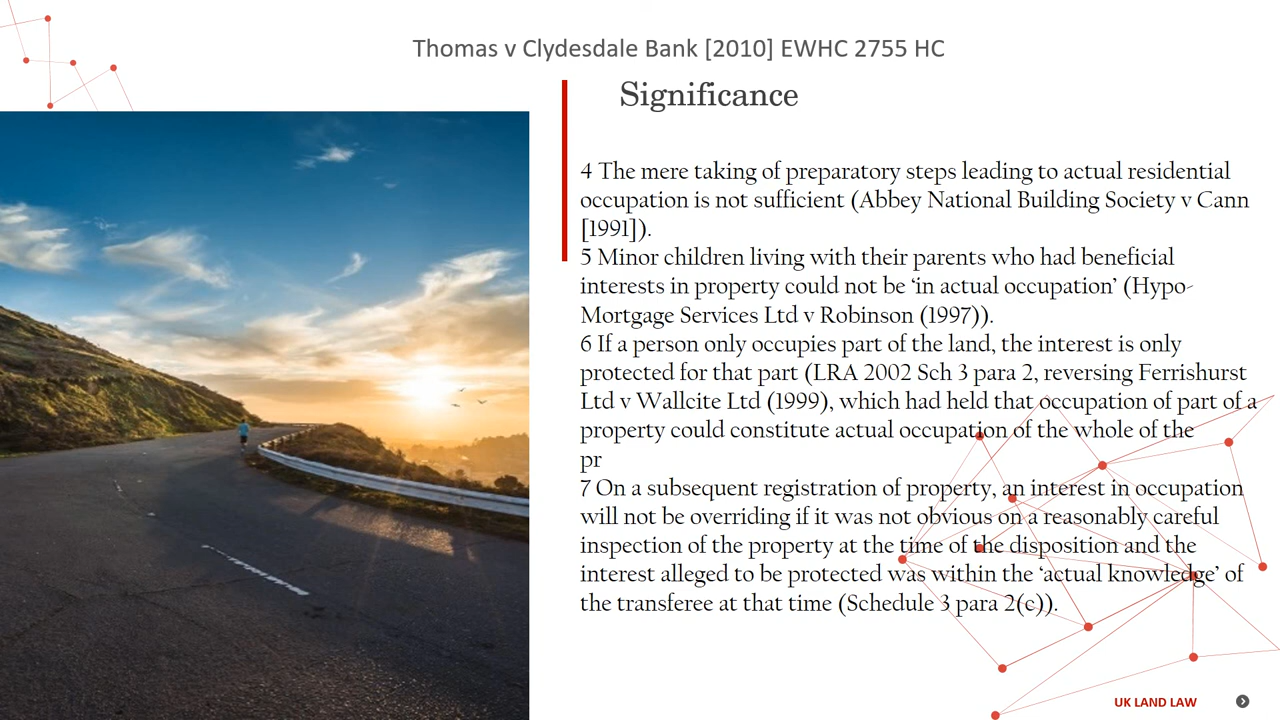 Thomas v Clydesdale Bank [2010] EWHC 2755 HC
Significance
4 The mere taking of preparatory steps leading to actual residential
occupation is not sufficient (Abbey National Building Society v Cann
[1991]).
5 Minor children living with their parents who had beneficial
interests in property could not be ‘in actual occupation’ (Hypo-
Mortgage Services Ltd v Robinson (1997)).
6 If a person only occupies part of the land, the interest is only
protected for that part (LRA 2002 Sch 3 para 2, reversing Ferrishurst
Ltd v Wallcite Ltd (1999), which had held that occupation of part of a
property could constitute actual occupation of the whole of the
pr
7 On a subsequent registration of property, an interest in occupation
will not be overriding if it was not obvious on a reasonably careful
inspection of the property at the time of the disposition and the
interest alleged to be protected was within the ‘actual knowledge’ of
the transferee at that time (Schedule 3 para 2(c)).
UK LAND LAW